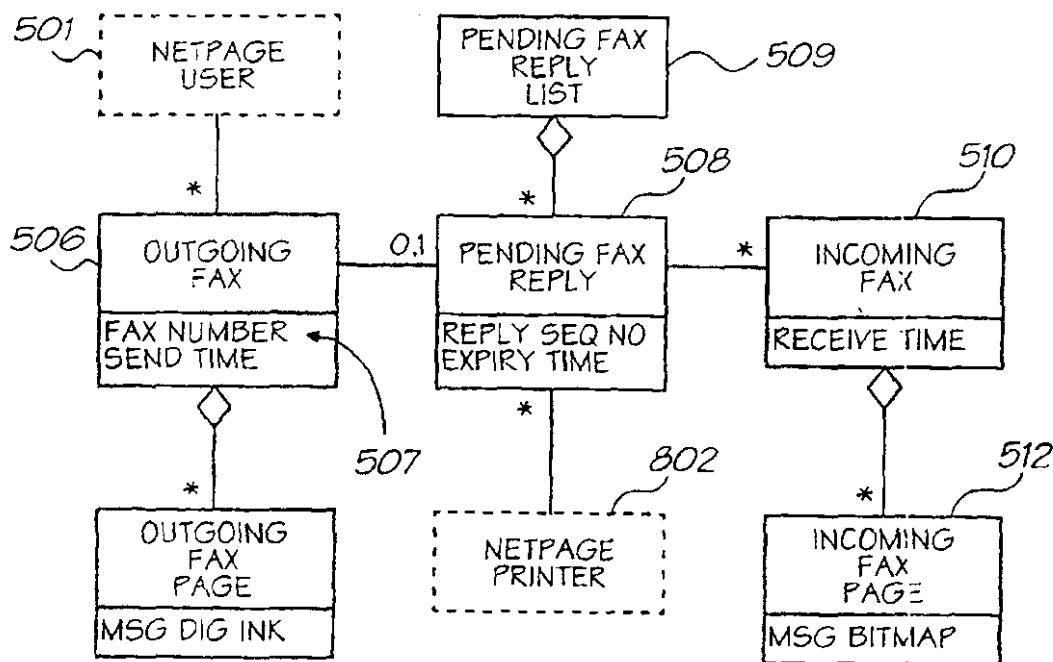 501
NETPAGE
USER
PENDING FAX
REPLY
LIST
509
*
*
508
510
506
OUTGOING
FAX
0,1
PENDING FAX
REPLY
*
INCOMING
FAX
FAX NUMBER
SEND TIME
REPLY SEQ NO
EXPIRY TIME
RECEIVE TIME
*
507
802
512
*
*
OUTGOING
FAX
PAGE
NETPAGE
PRINTER
INCOMING
FAX
PAGE
MSG DIG INK
MSG BITMAP